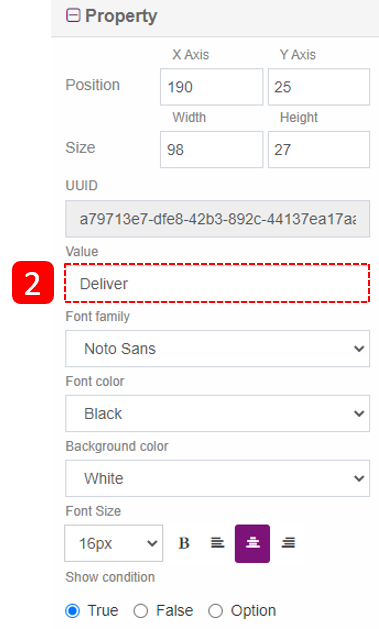 Property
X Axis Y Axis
Position 190 25
Width Height
Size 98 27
UUID
a79713e7-dfe8-42b3-892c-44137ea17a
Value
2 Deliver
Font family
Noto Sans
Font color
Black
Background color
White
Font Size
16px B
Show condition
True False Option